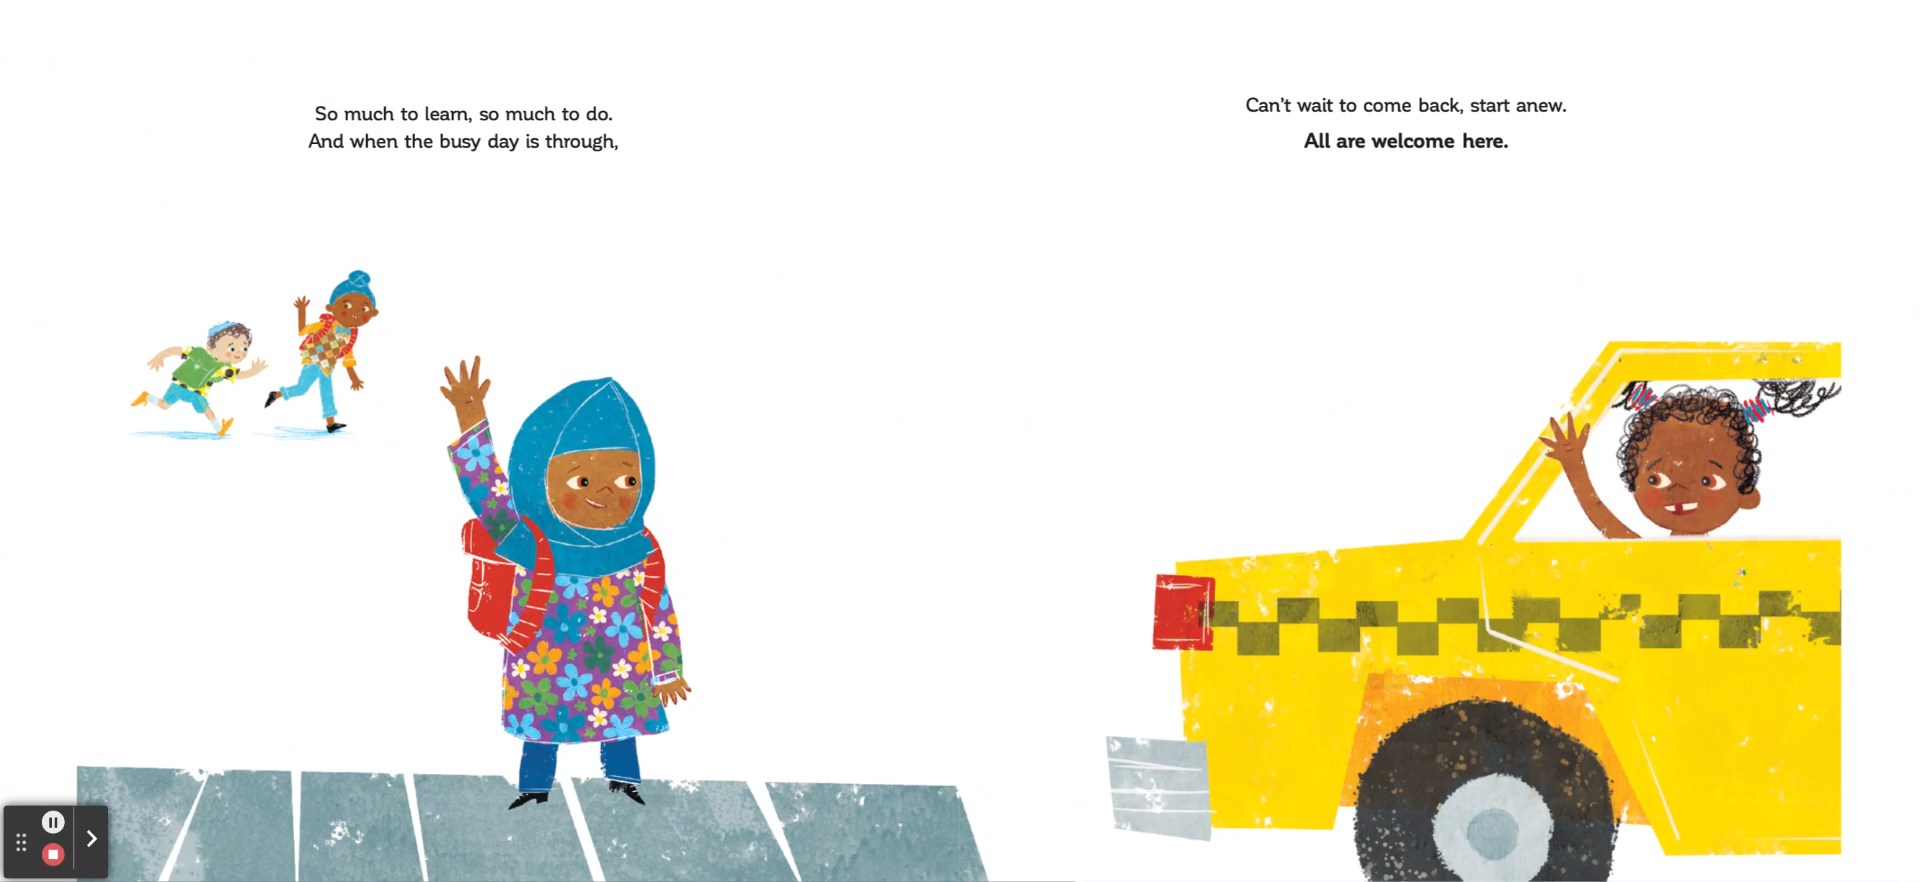 So much to learn, so much to do.
And when the busy day is through,
Can't wait to come back, start anew.
All are welcome here.